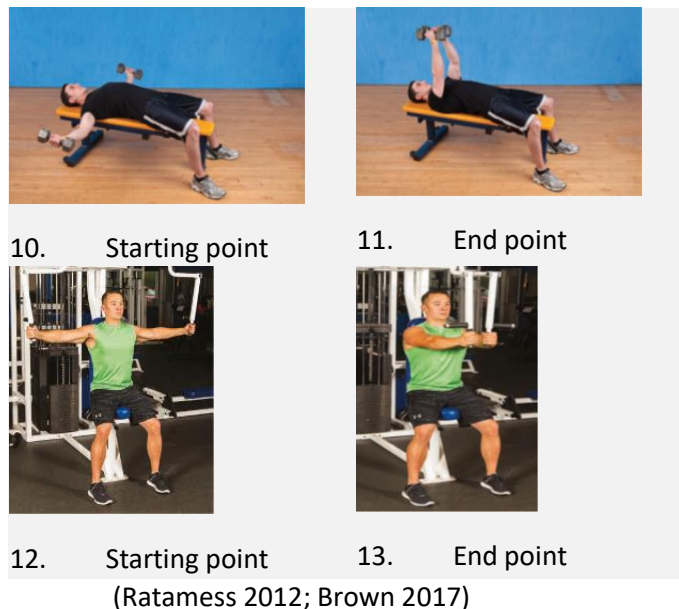 10. Starting point
11. End point
12. Starting point
13. End point
(Ratamess 2012; Brown 2017)